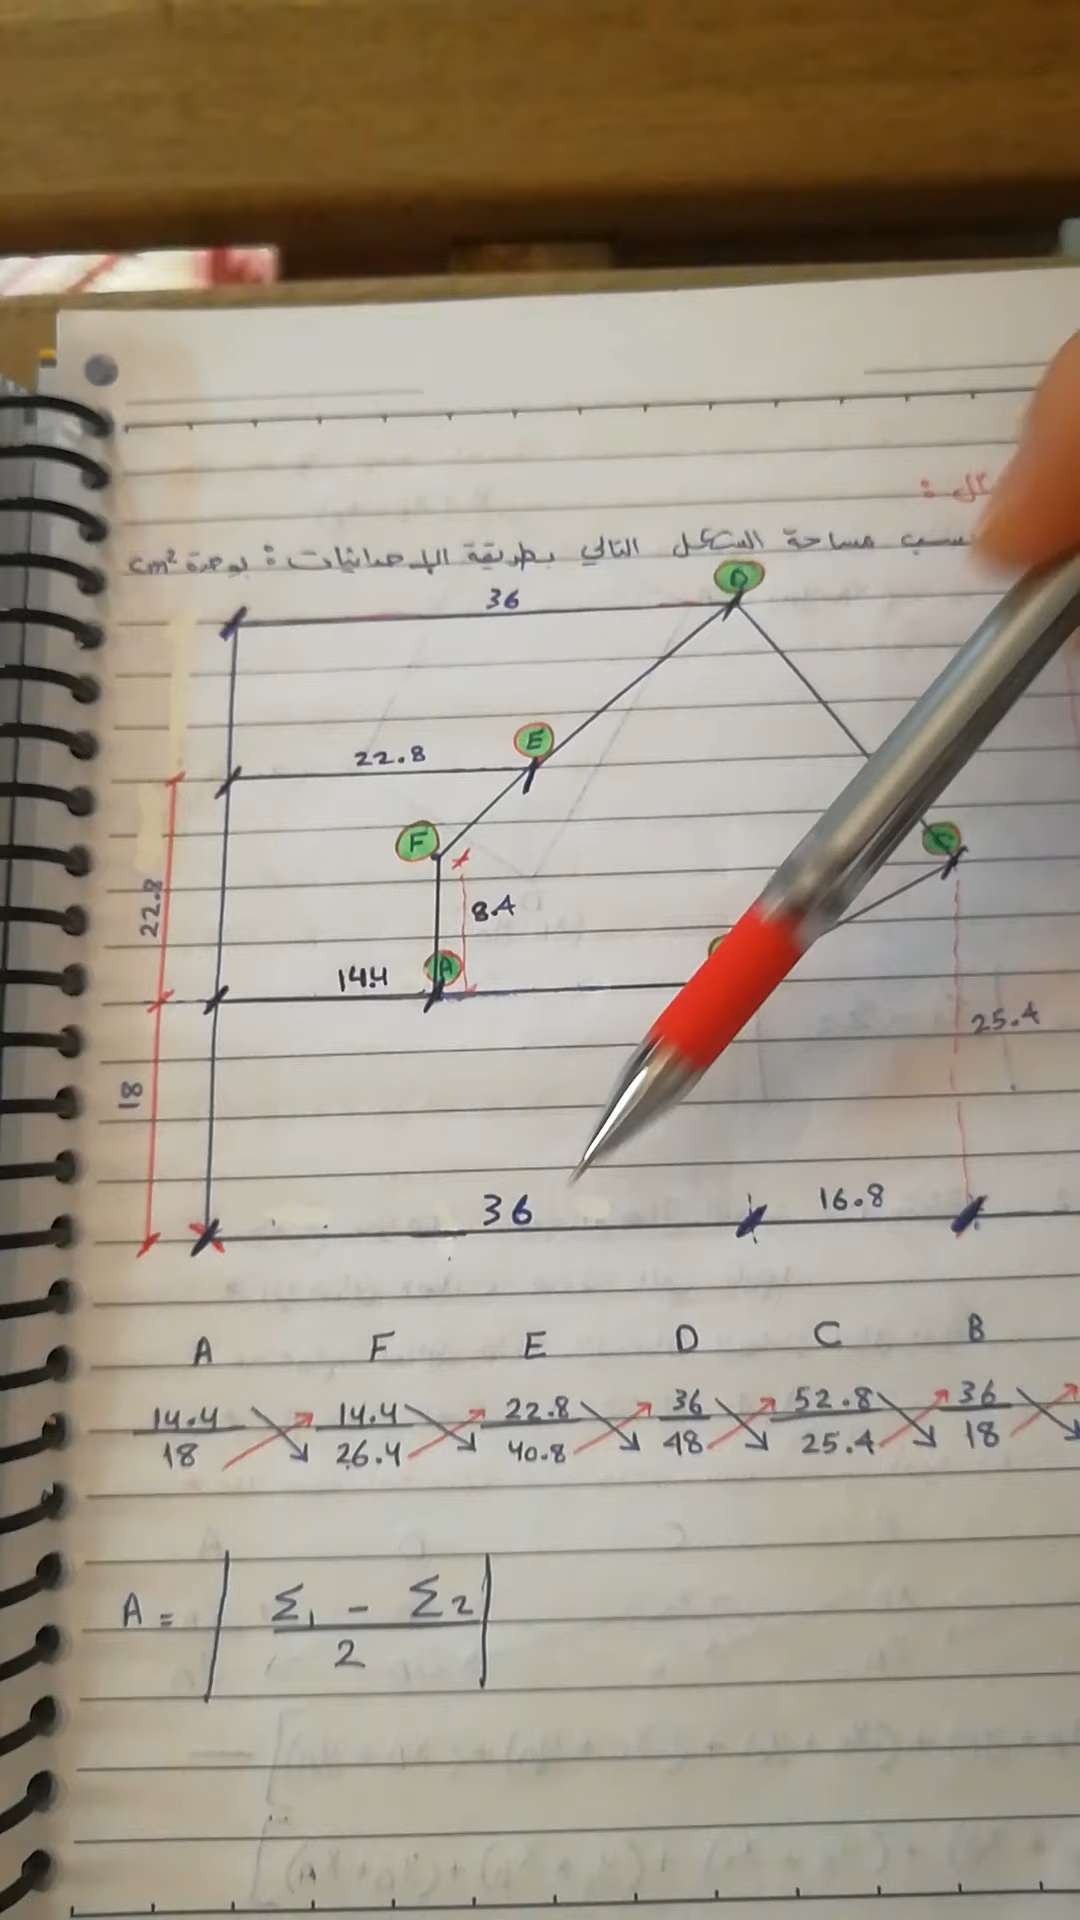 احسب مساحة الشكل التالي بطريقة الإحداثيات : بوحدة cm²
D
36
E
22.8
F
8.4
22.8
A
14.4
C
25.4
18
36
16.8
A F E D C B
14.4 14.4 22.8 36 52.8 36
18 26.4 40.8 48 25.4 18
A = | Σ1 - Σ2 |
2